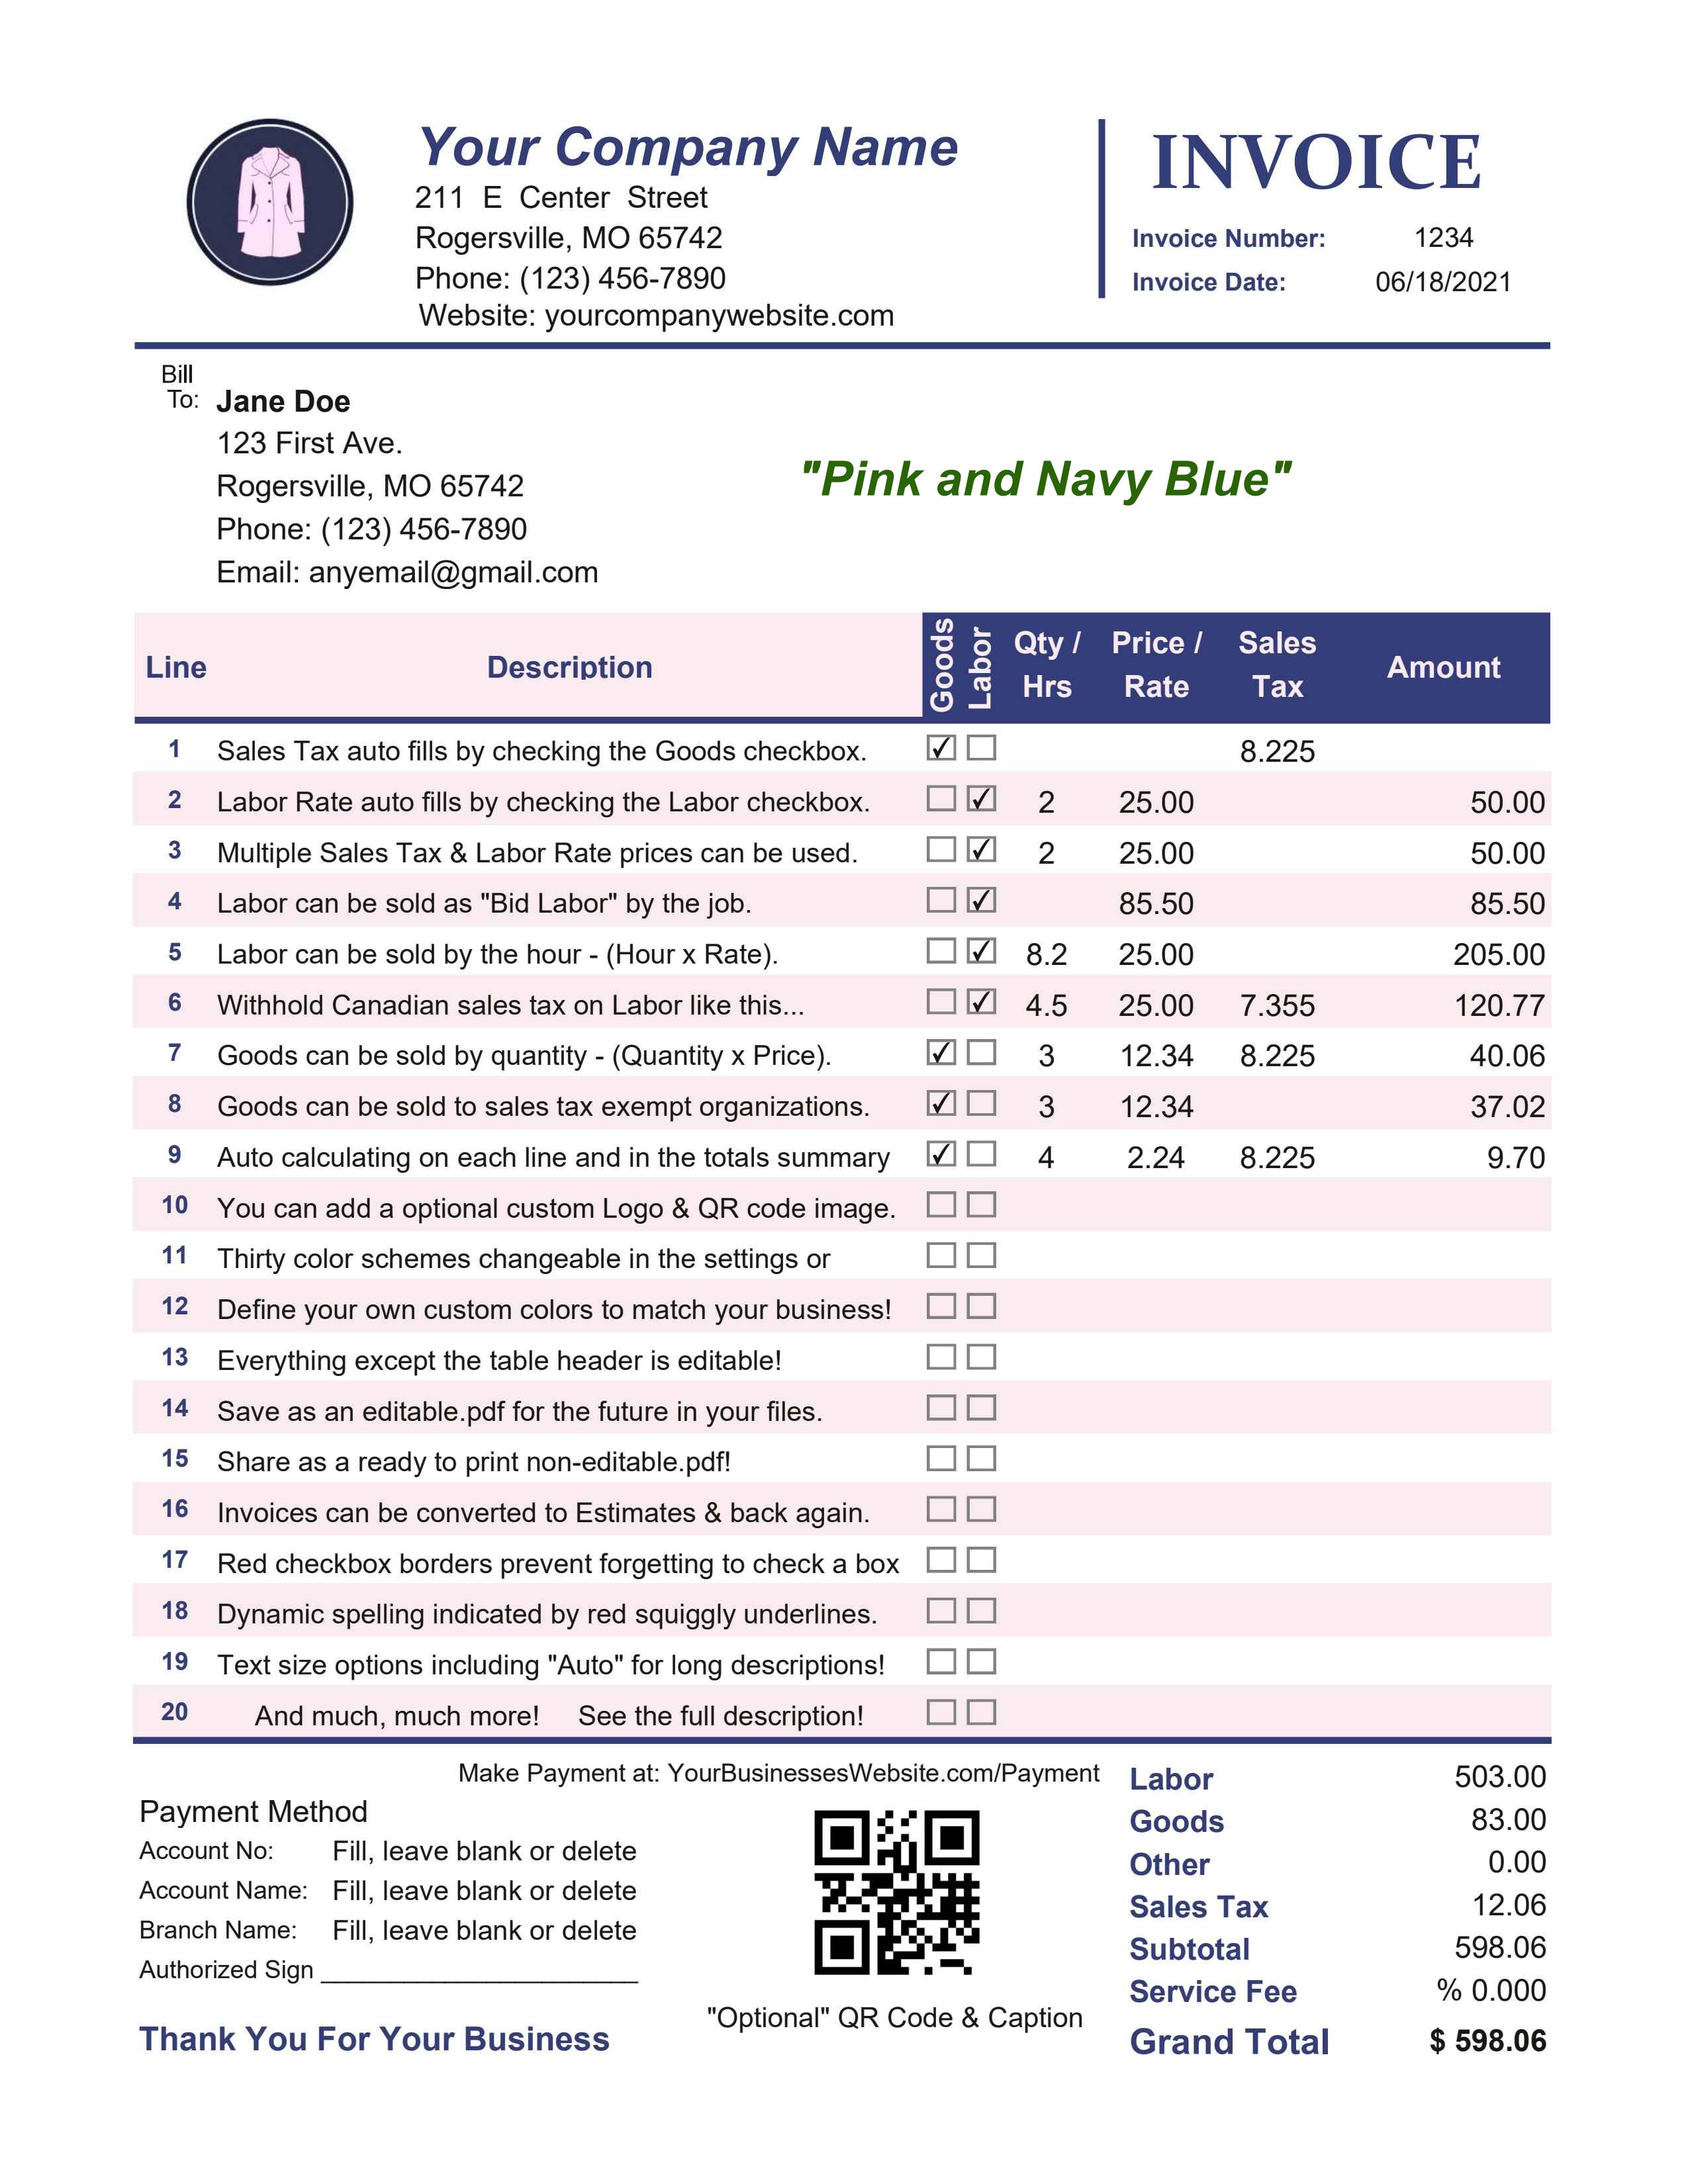 Your Company Name
211 E Center Street
Rogersville, MO 65742
Phone: (123) 456-7890
Website: yourcompanywebsite.com
INVOICE
Invoice Number: 1234
Invoice Date: 06/18/2021
Bill
To: Jane Doe
123 First Ave.
Rogersville, MO 65742
Phone: (123) 456-7890
Email: anyemail@gmail.com
"Pink and Navy Blue"
Line Description Goods Labor Qty / Hrs Price / Rate Sales Tax Amount
1 Sales Tax auto fills by checking the Goods checkbox. ✓ 8.225
2 Labor Rate auto fills by checking the Labor checkbox. ✓ 2 25.00 50.00
3 Multiple Sales Tax & Labor Rate prices can be used. ✓ 2 25.00 50.00
4 Labor can be sold as "Bid Labor" by the job. ✓ 85.50 85.50
5 Labor can be sold by the hour - (Hour x Rate). ✓ 8.2 25.00 205.00
6 Withhold Canadian sales tax on Labor like this... ✓ 4.5 25.00 7.355 120.77
7 Goods can be sold by quantity - (Quantity x Price). ✓ 3 12.34 8.225 40.06
8 Goods can be sold to sales tax exempt organizations. ✓ 3 12.34 37.02
9 Auto calculating on each line and in the totals summary ✓ 4 2.24 8.225 9.70
10 You can add a optional custom Logo & QR code image.
11 Thirty color schemes changeable in the settings or
12 Define your own custom colors to match your business!
13 Everything except the table header is editable!
14 Save as an editable.pdf for the future in your files.
15 Share as a ready to print non-editable.pdf!
16 Invoices can be converted to Estimates & back again.
17 Red checkbox borders prevent forgetting to check a box
18 Dynamic spelling indicated by red squiggly underlines.
19 Text size options including "Auto" for long descriptions!
20 And much, much more! See the full description!
Make Payment at: YourBusinessesWebsite.com/Payment
Payment Method
Account No: Fill, leave blank or delete
Account Name: Fill, leave blank or delete
Branch Name: Fill, leave blank or delete
Authorized Sign
Thank You For Your Business
"Optional" QR Code & Caption
Labor 503.00
Goods 83.00
Other 0.00
Sales Tax 12.06
Subtotal 598.06
Service Fee % 0.000
Grand Total $ 598.06